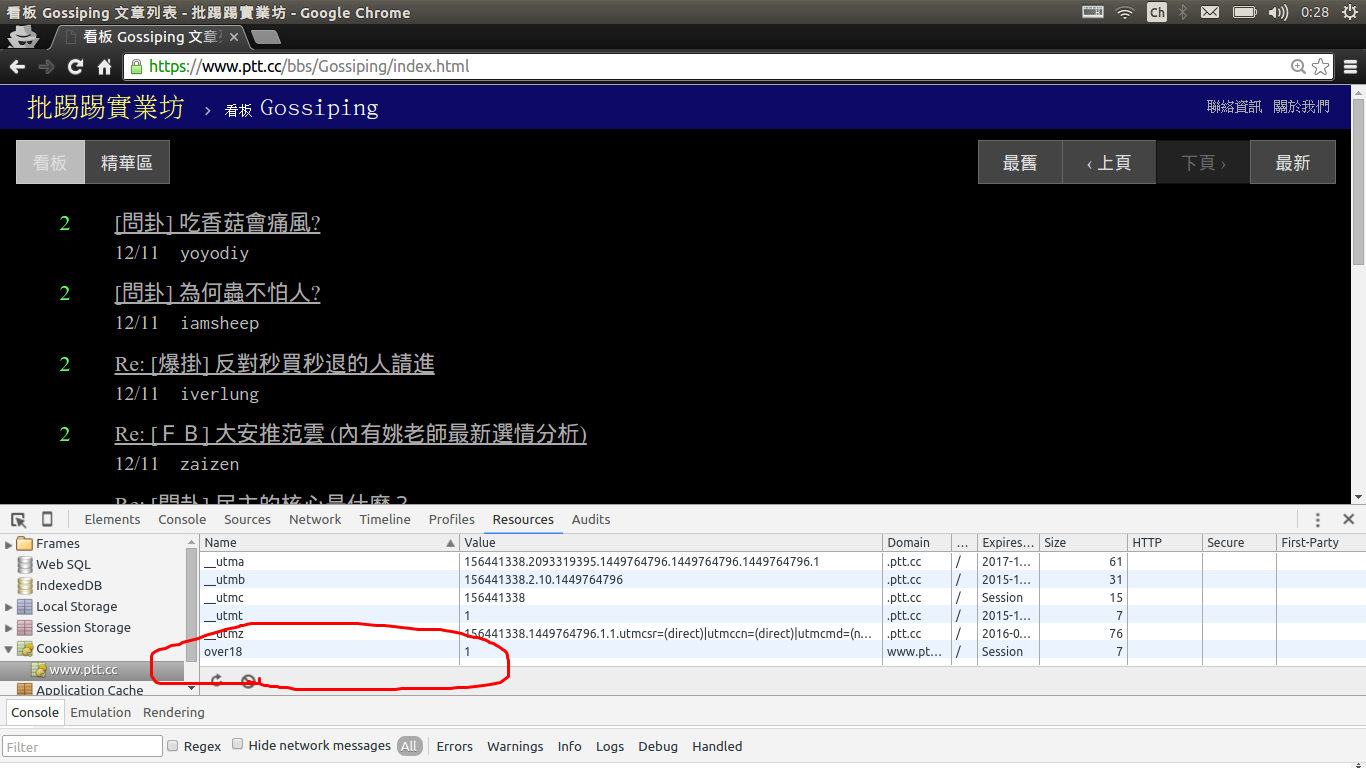 看板 Gossiping 文章列表 - 批踢踢實業坊 - Google Chrome
Ch 0:28
看板 Gossiping 文章
https://www.ptt.cc/bbs/Gossiping/index.html
批踢踢實業坊 › 看板 Gossiping 聯絡資訊 關於我們
看板 精華區 最舊 ‹ 上頁 下頁 › 最新
2 [問卦] 吃香菇會痛風?
12/11 yoyodiy
2 [問卦] 為何蟲不怕人?
12/11 iamsheep
2 Re: [爆掛] 反對秒買秒退的人請進
12/11 iverlung
2 Re: [ＦＢ] 大安推范雲 (內有姚老師最新選情分析)
12/11 zaizen
Re: [問卦] 民主的核心是什麼？
Elements Console Sources Network Timeline Profiles Resources Audits
Frames
Web SQL
IndexedDB
Local Storage
Session Storage
Cookies
www.ptt.cc
Application Cache
Name Value Domain ... Expires... Size HTTP Secure First-Party
__utma 156441338.2093319395.1449764796.1449764796.1449764796.1 .ptt.cc / 2017-1... 61
__utmb 156441338.2.10.1449764796 .ptt.cc / 2015-1... 31
__utmc 156441338 .ptt.cc / Session 15
__utmt 1 .ptt.cc / 2015-1... 7
__utmz 156441338.1449764796.1.1.utmcsr=(direct)|utmccn=(direct)|utmcmd=(n... .ptt.cc / 2016-0... 76
over18 1 www.pt... / Session 7
Console Emulation Rendering
Filter Regex Hide network messages All Errors Warnings Info Logs Debug Handled